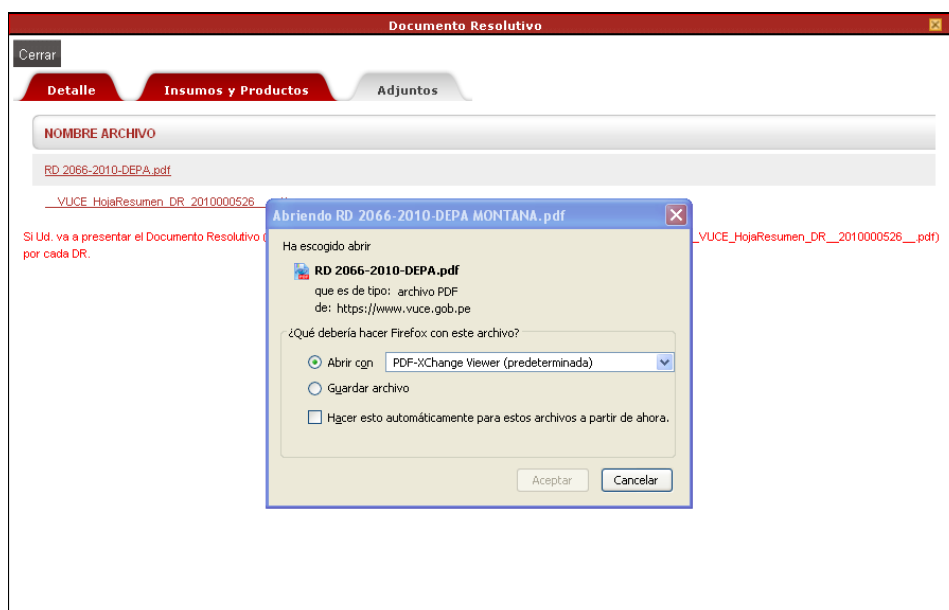 Documento Resolutivo
Cerrar
Detalle
Insumos y Productos
Adjuntos
NOMBRE ARCHIVO
RD 2066-2010-DEPA.pdf
__VUCE_HojaResumen_DR_2010000526
Si Ud. va a presentar el Documento Resolutivo (
_VUCE_HojaResumen_DR__2010000526__.pdf)
por cada DR.
Abriendo RD 2066-2010-DEPA MONTANA.pdf
Ha escogido abrir
RD 2066-2010-DEPA.pdf
que es de tipo: archivo PDF
de: https://www.vuce.gob.pe
¿Qué debería hacer Firefox con este archivo?
Abrir con PDF-XChange Viewer (predeterminada)
Guardar archivo
Hacer esto automáticamente para estos archivos a partir de ahora.
Aceptar
Cancelar